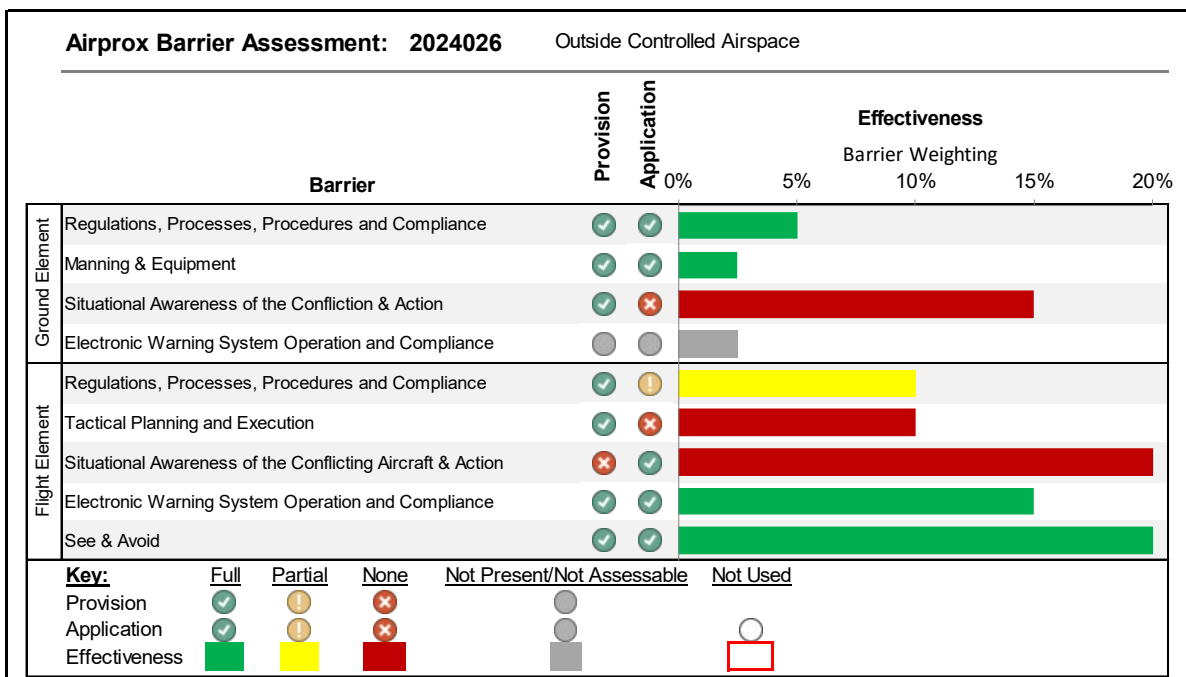 Airprox Barrier Assessment: 2024026 Outside Controlled Airspace
Provision
Application
Effectiveness
Barrier Weighting
Barrier
0% 5% 10% 15% 20%
Ground Element
Regulations, Processes, Procedures and Compliance
Manning & Equipment
Situational Awareness of the Confliction & Action
Electronic Warning System Operation and Compliance
Flight Element
Regulations, Processes, Procedures and Compliance
Tactical Planning and Execution
Situational Awareness of the Conflicting Aircraft & Action
Electronic Warning System Operation and Compliance
See & Avoid
Key: Full Partial None Not Present/Not Assessable Not Used
Provision
Application
Effectiveness